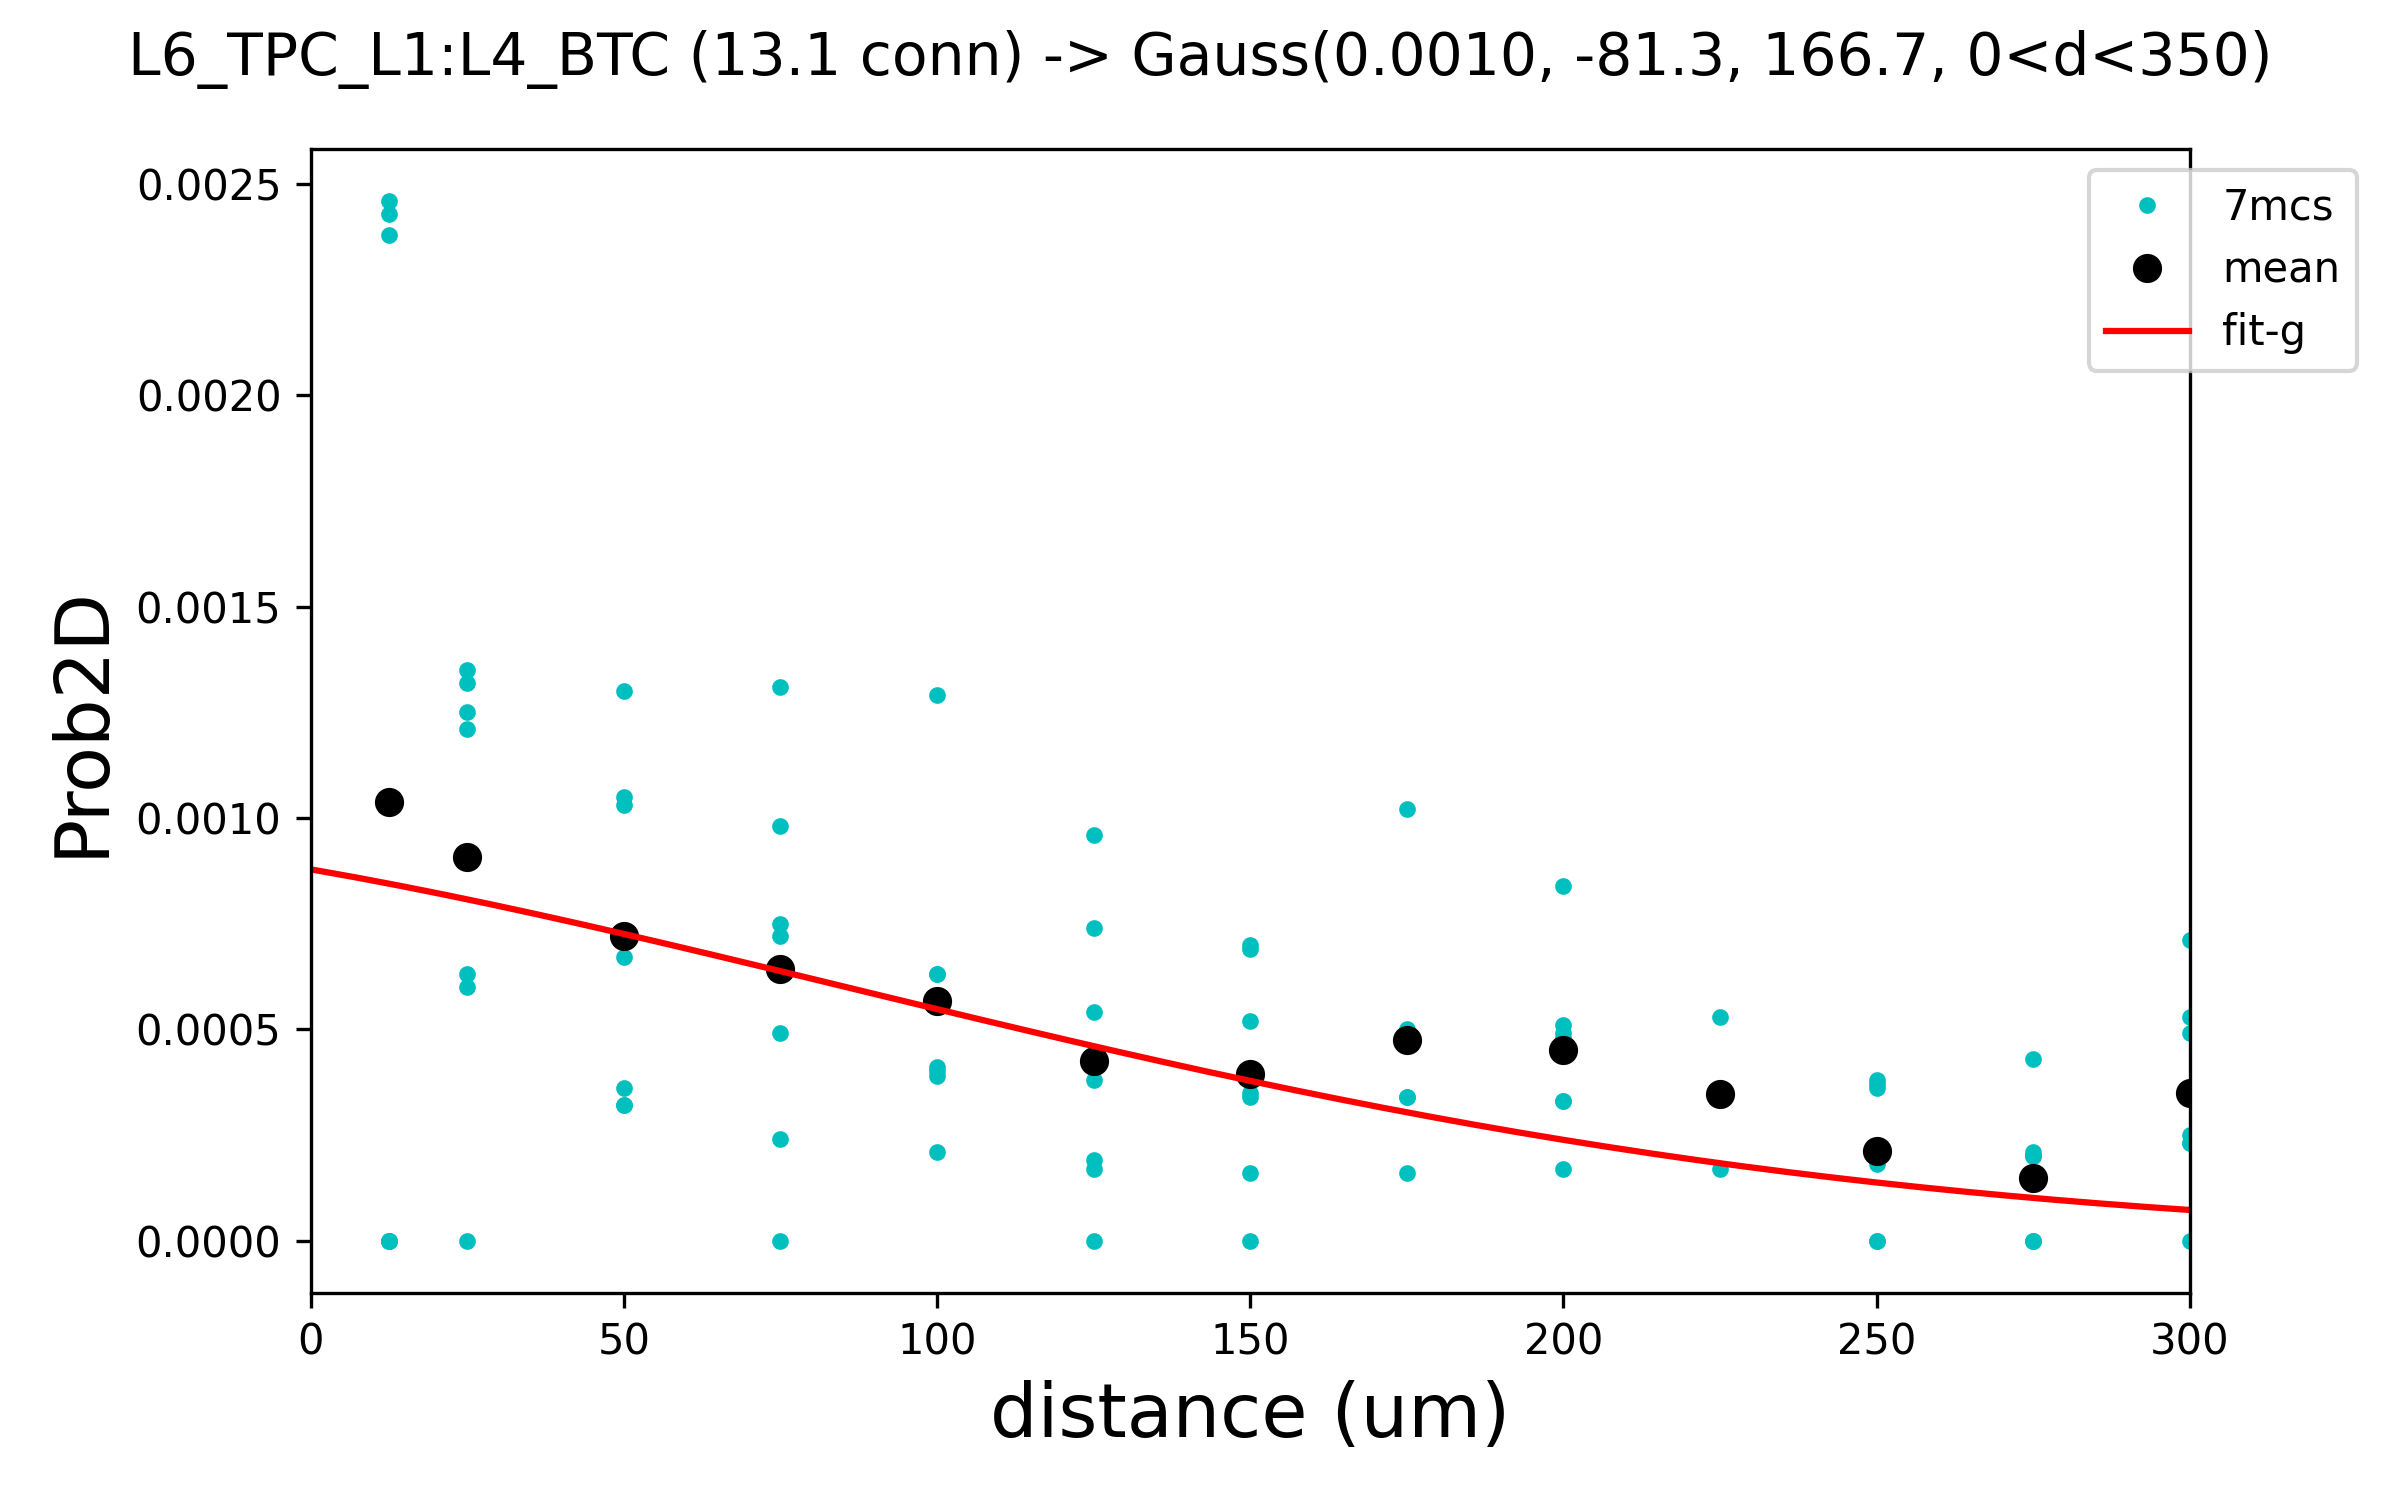 L6_TPC_L1:L4_BTC (13.1 conn) -> Gauss(0.0010, -81.3, 166.7, 0<d<350)
7mcs
mean
fit-g
Prob2D
0.0025
0.0020
0.0015
0.0010
0.0005
0.0000
0 50 100 150 200 250 300
distance (um)